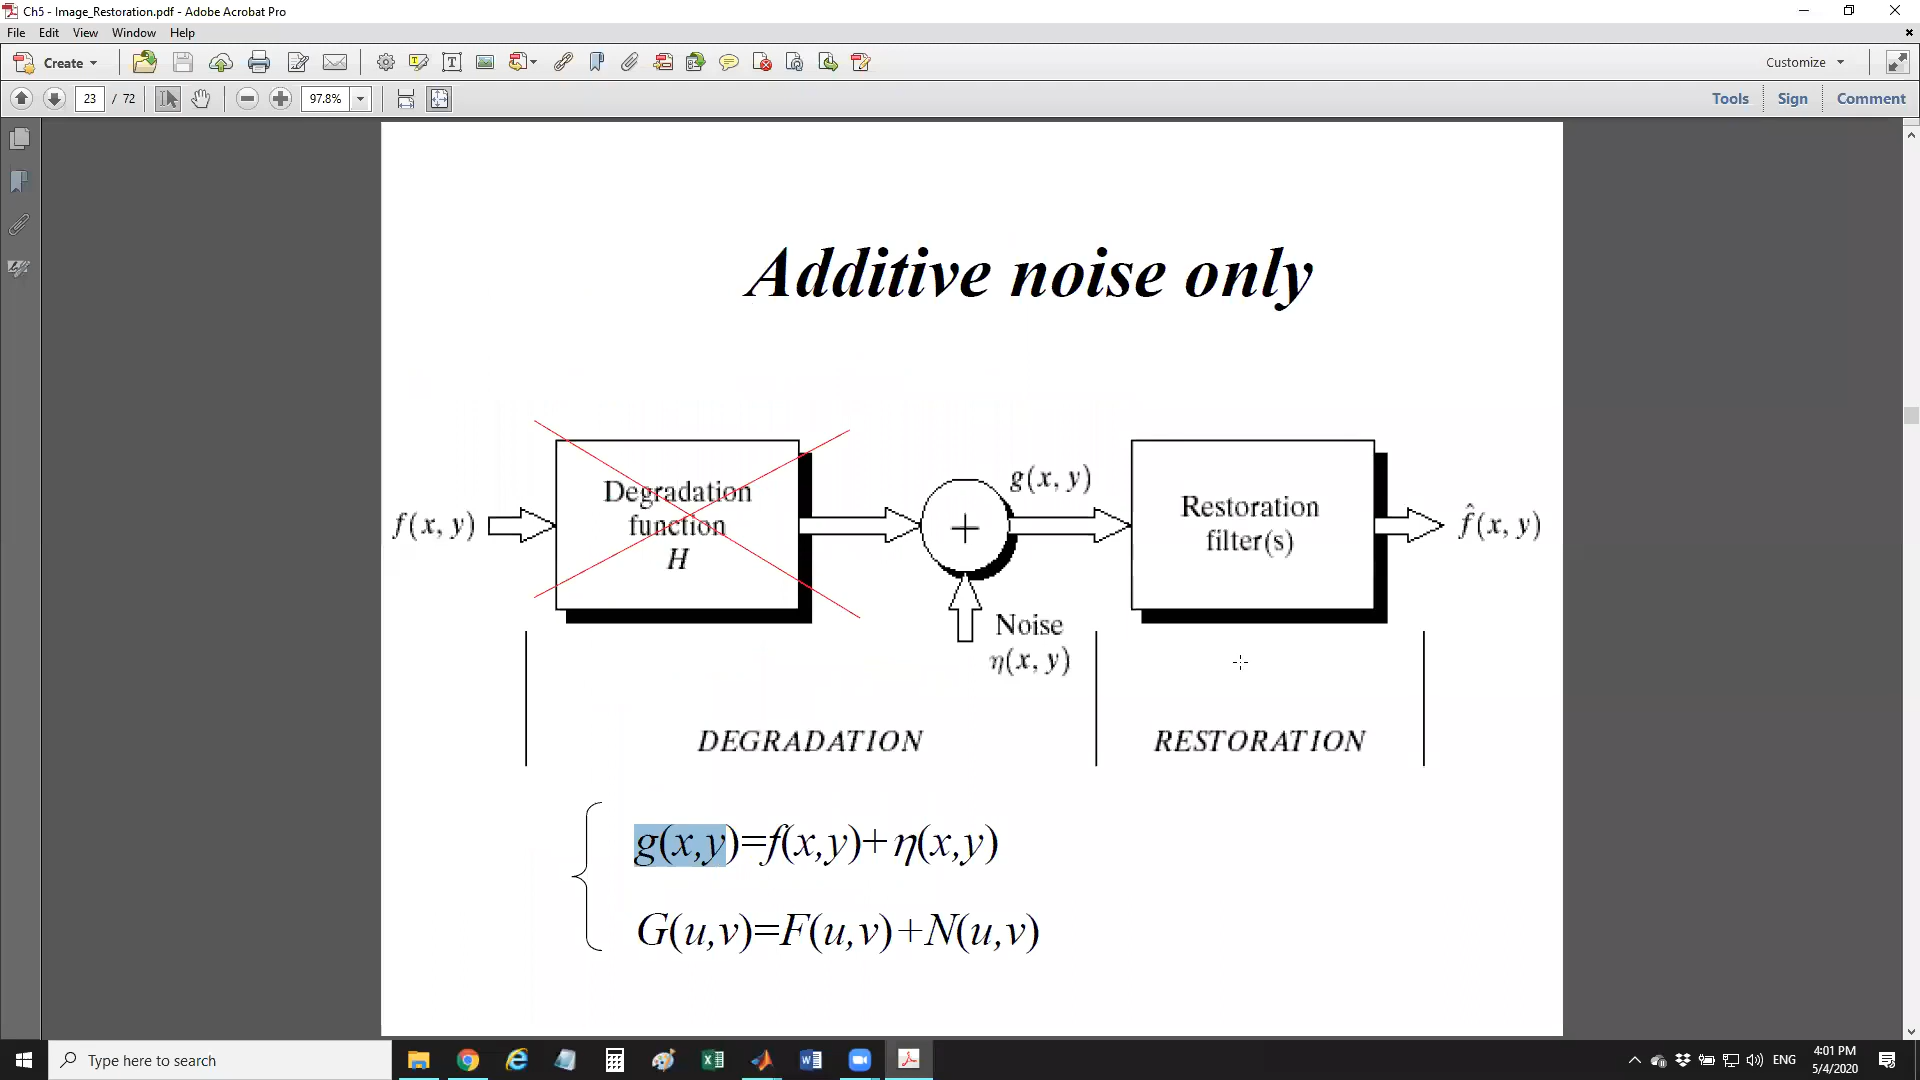 Ch5 - Image_Restoration.pdf - Adobe Acrobat Pro
File Edit View Window Help
Create
Customize
23 / 72
97.8%
Tools Sign Comment
Additive noise only
f(x, y)
Degradation
function
H
+
g(x, y)
Noise
η(x, y)
Restoration
filter(s)
f̂(x, y)
DEGRADATION
RESTORATION
g(x,y)=f(x,y)+η(x,y)
G(u,v)=F(u,v)+N(u,v)
Type here to search
ENG
4:01 PM
5/4/2020